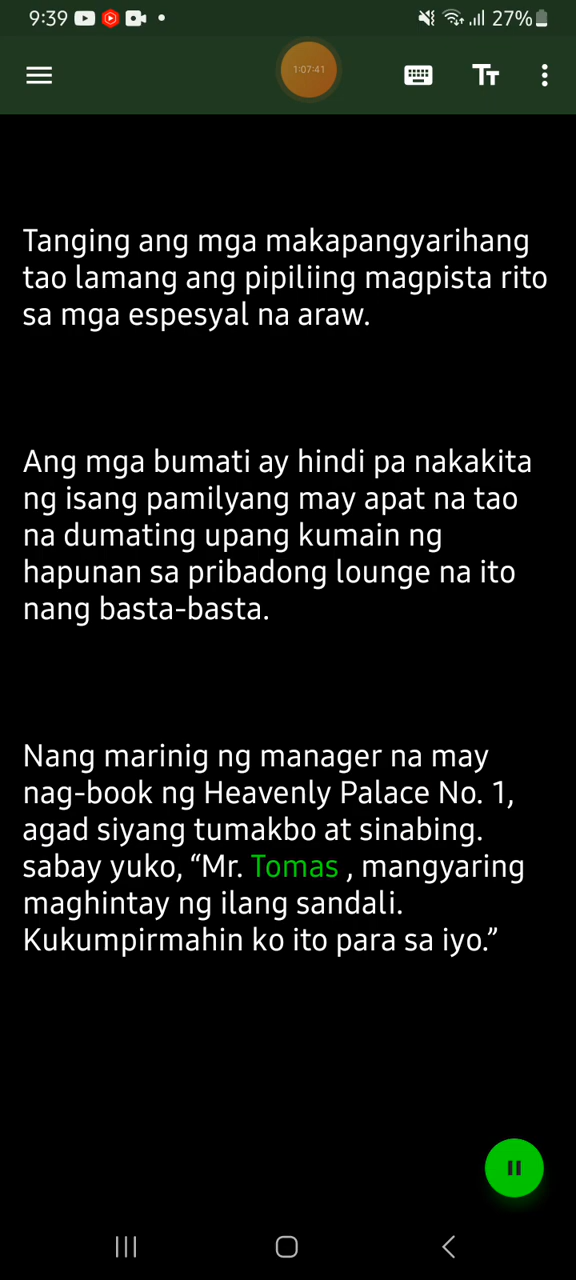 9:39
27%
1:07:41
Tanging ang mga makapangyarihang
tao lamang ang pipiliing magpista rito
sa mga espesyal na araw.
Ang mga bumati ay hindi pa nakakita
ng isang pamilyang may apat na tao
na dumating upang kumain ng
hapunan sa pribadong lounge na ito
nang basta-basta.
Nang marinig ng manager na may
nag-book ng Heavenly Palace No. 1,
agad siyang tumakbo at sinabing.
sabay yuko, “Mr. Tomas , mangyaring
maghintay ng ilang sandali.
Kukumpirmahin ko ito para sa iyo.”